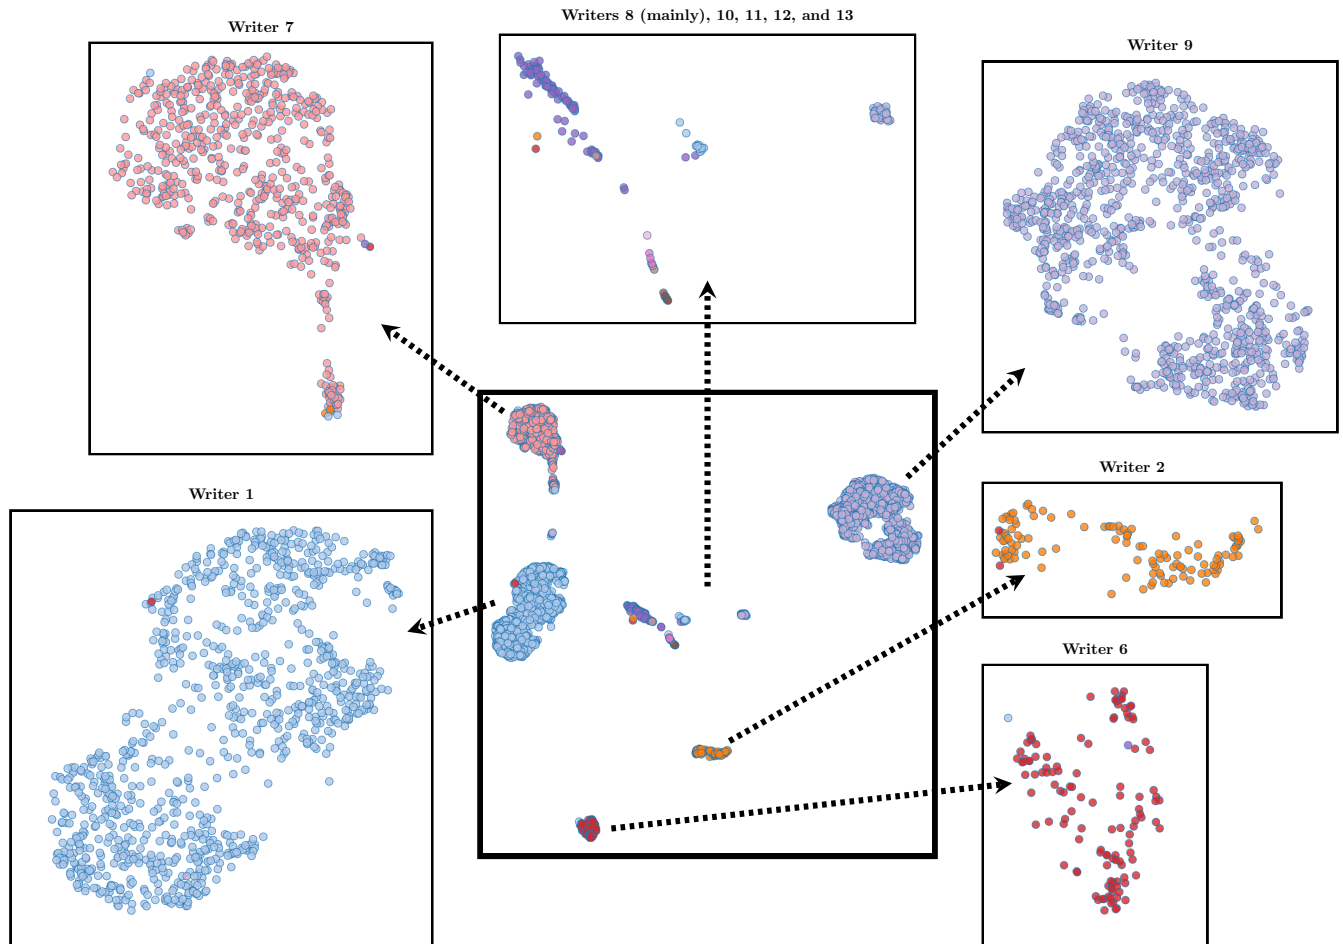 Writers 8 (mainly), 10, 11, 12, and 13
Writer 7
Writer 9
Writer 2
Writer 1
Writer 6